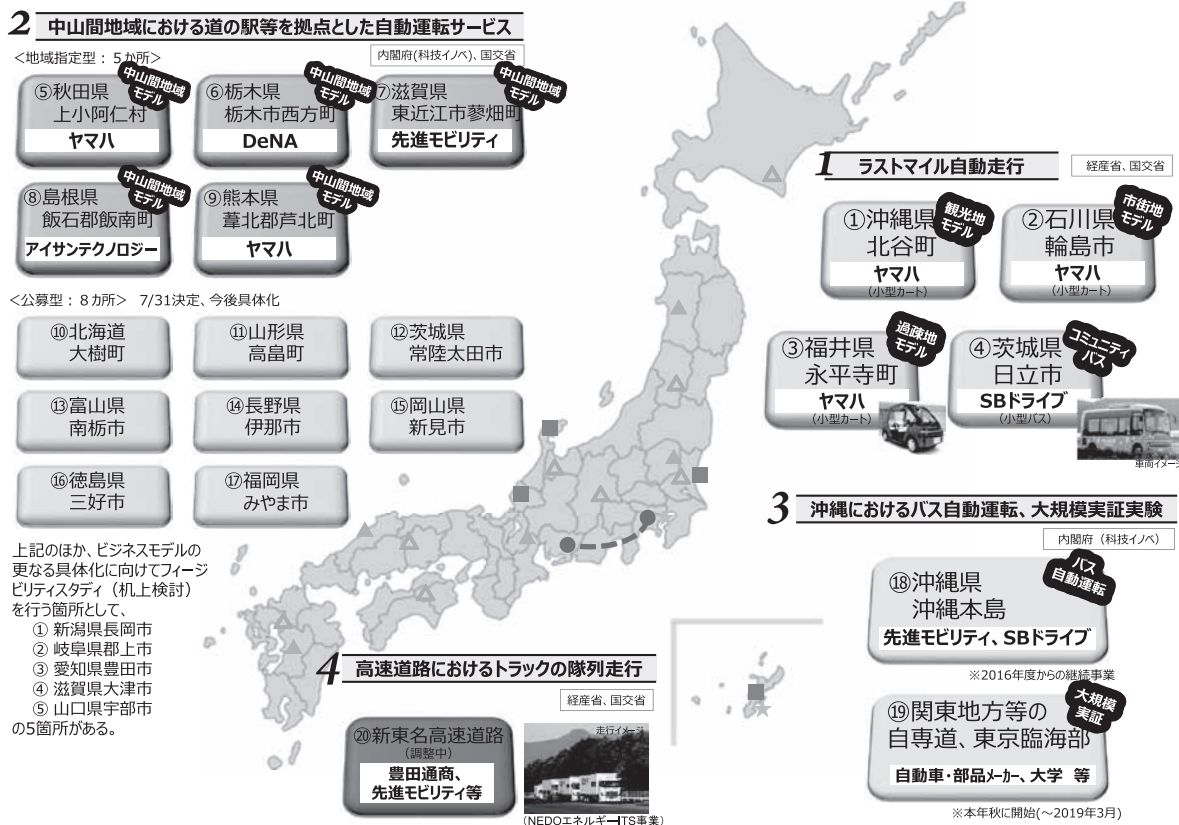 2 中山間地域における道の駅等を拠点とした自動運転サービス
<地域指定型：５か所>
内閣府(科技イノベ)、国交省
⑤秋田県
上小阿仁村
ヤマハ
中山間地域
モデル
⑥栃木県
栃木市西方町
DeNA
中山間地域
モデル
⑦滋賀県
東近江市蓼畑町
先進モビリティ
中山間地域
モデル
⑧島根県
飯石郡飯南町
アイサンテクノロジー
中山間地域
モデル
⑨熊本県
葦北郡芦北町
ヤマハ
中山間地域
モデル
<公募型：８カ所> 7/31決定、今後具体化
⑩北海道
大樹町
⑪山形県
高畠町
⑫茨城県
常陸太田市
⑬富山県
南栃市
⑭長野県
伊那市
⑮岡山県
新見市
⑯徳島県
三好市
⑰福岡県
みやま市
上記のほか、ビジネスモデルの
更なる具体化に向けてフィージ
ビリティスタディ（机上検討）
を行う箇所として、
① 新潟県長岡市
② 岐阜県郡上市
③ 愛知県豊田市
④ 滋賀県大津市
⑤ 山口県宇部市
の5箇所がある。
1 ラストマイル自動走行
経産省、国交省
①沖縄県
北谷町
ヤマハ
（小型カート）
観光地
モデル
②石川県
輪島市
ヤマハ
（小型カート）
市街地
モデル
③福井県
永平寺町
ヤマハ
（小型カート）
過疎地
モデル
④茨城県
日立市
SBドライブ
（小型バス）
コミュニティ
バス
車両イメージ
3 沖縄におけるバス自動運転、大規模実証実験
内閣府（科技イノベ）
⑱沖縄県
沖縄本島
先進モビリティ、SBドライブ
バス
自動運転
※2016年度からの継続事業
⑲関東地方等の
自専道、東京臨海部
自動車・部品メーカー、大学 等
大規模
実証
※本年秋に開始(～2019年3月)
4 高速道路におけるトラックの隊列走行
経産省、国交省
⑳新東名高速道路
（調整中）
豊田通商、
先進モビリティ等
走行イメージ
（NEDOエネルギーITS事業）